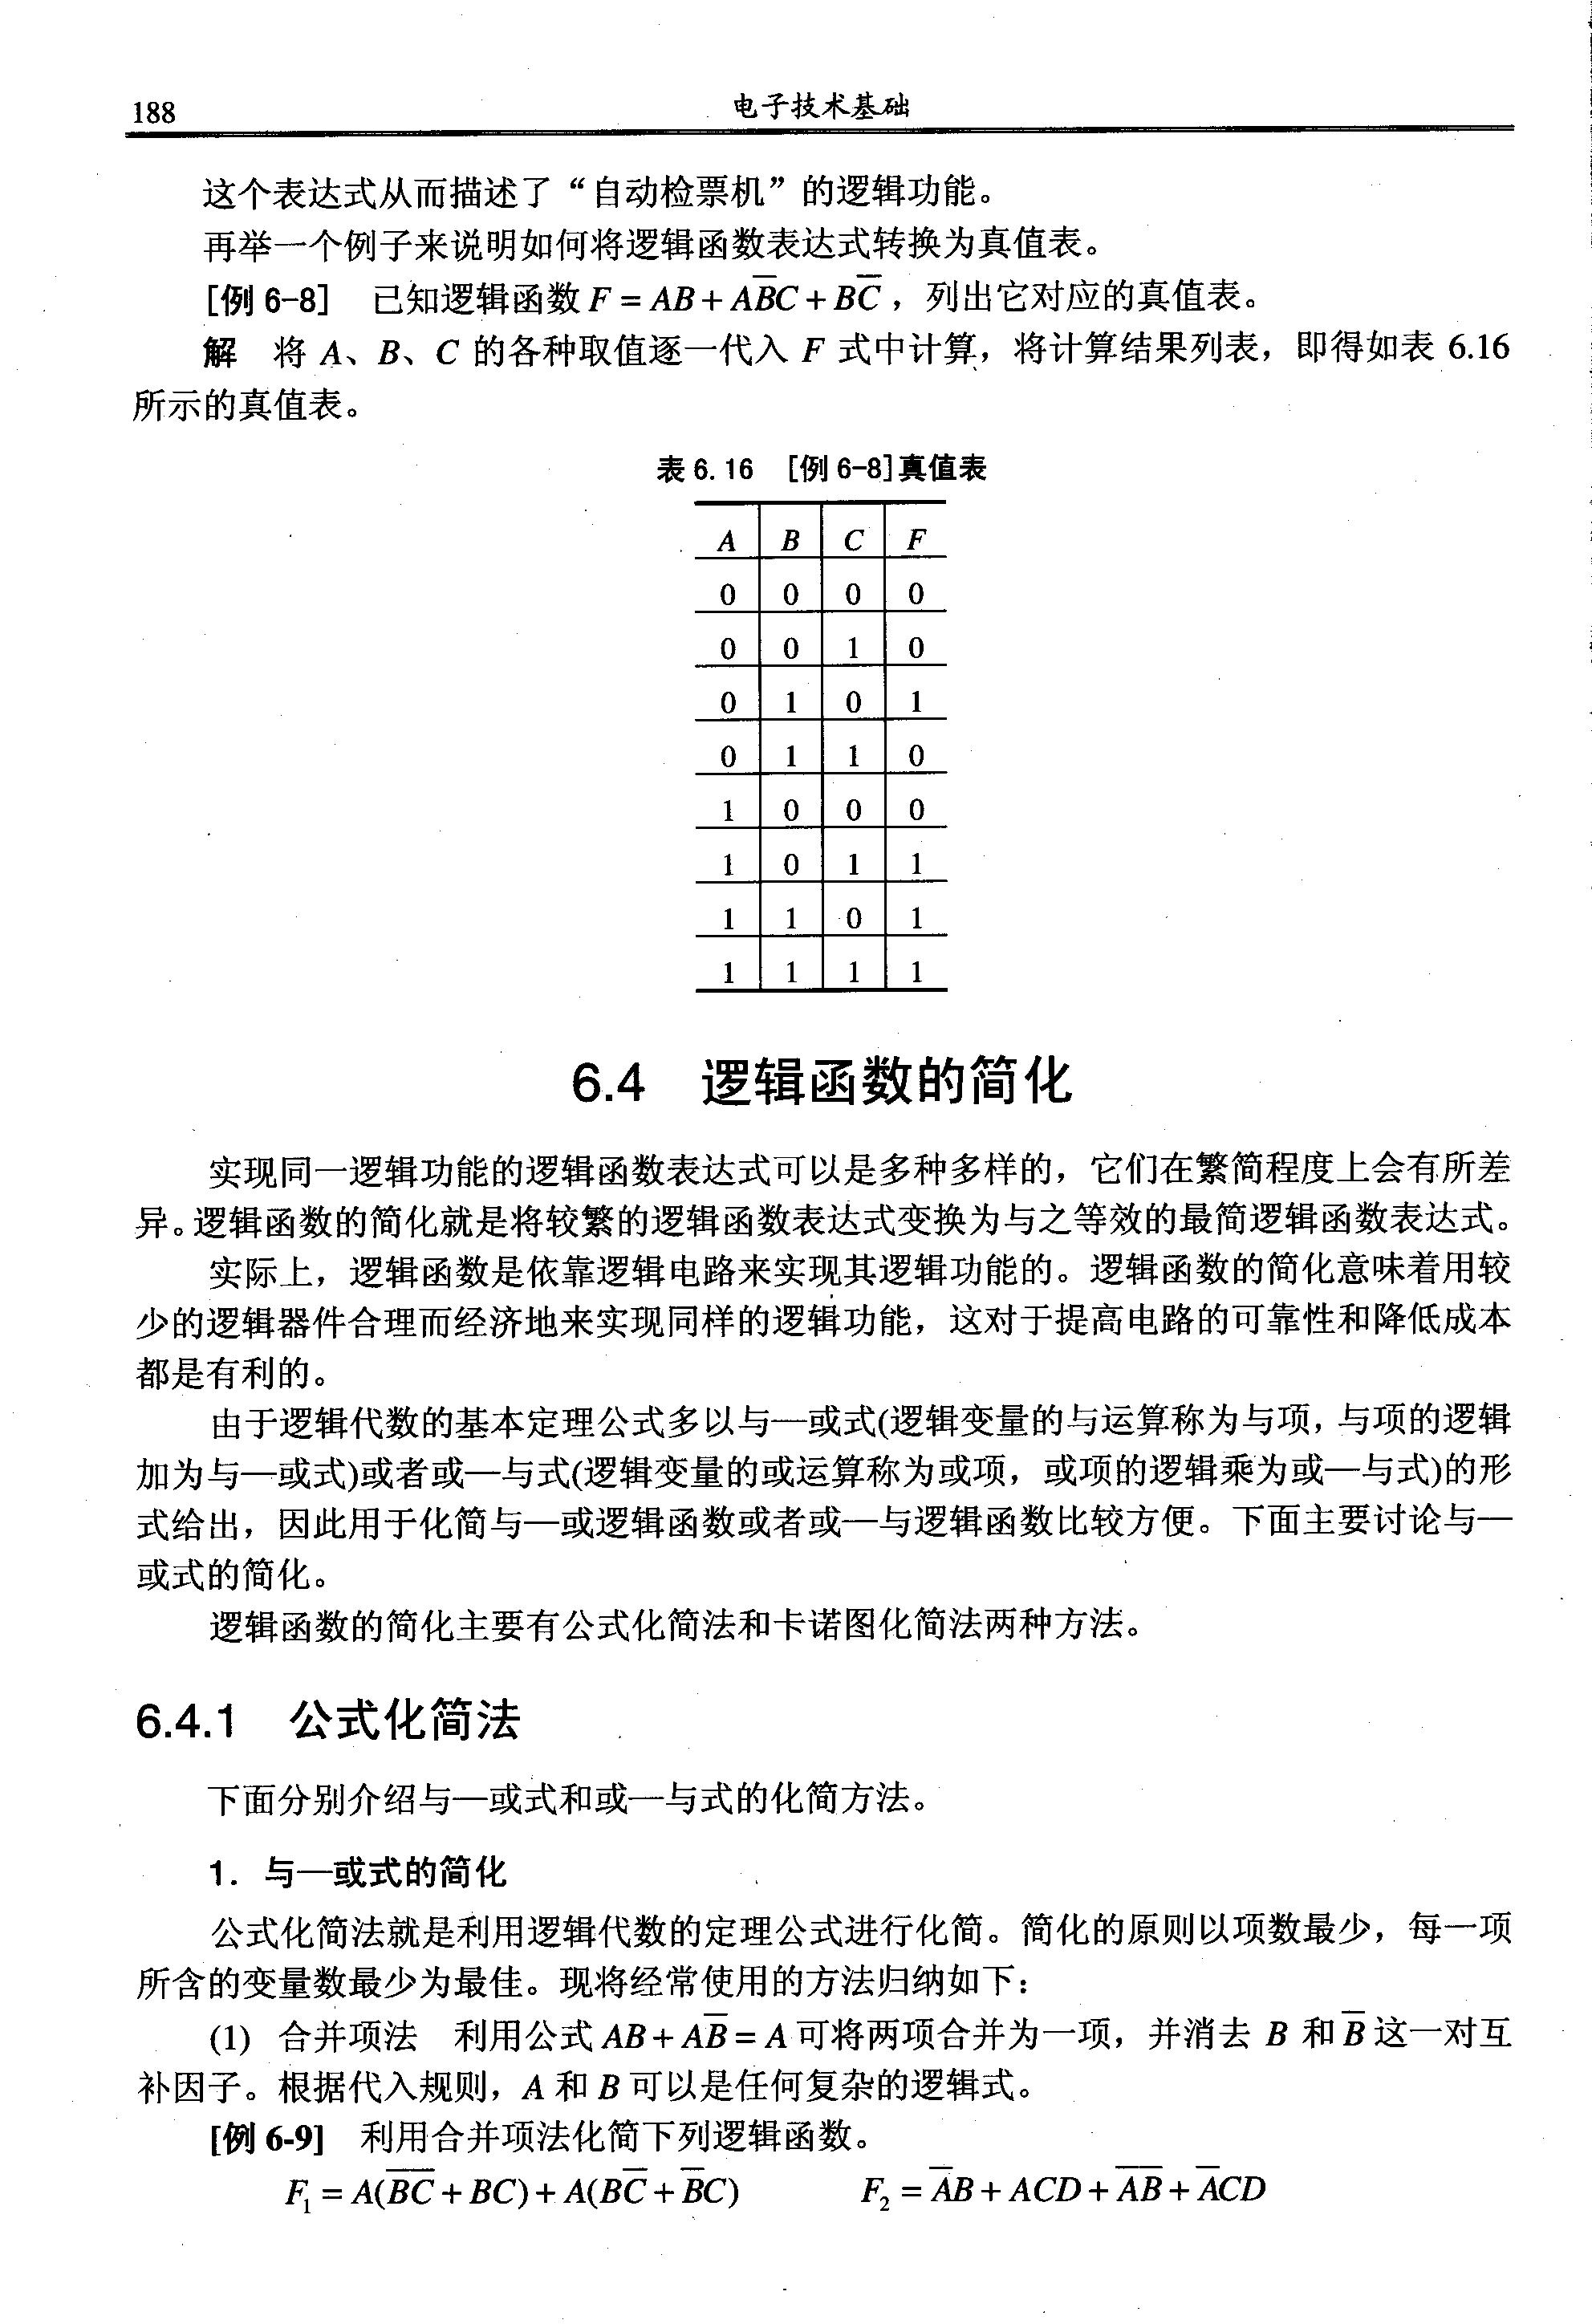 188
电子技术基础
这个表达式从而描述了“自动检票机”的逻辑功能。
再举一个例子来说明如何将逻辑函数表达式转换为真值表。
[例 6-8] 已知逻辑函数 F = AB + AB̅C + BC̅，列出它对应的真值表。
解 将 A、B、C 的各种取值逐一代入 F 式中计算，将计算结果列表，即得如表 6.16
所示的真值表。
表 6.16 [例 6-8]真值表
A B C F
0 0 0 0
0 0 1 0
0 1 0 1
0 1 1 0
1 0 0 0
1 0 1 1
1 1 0 1
1 1 1 1
6.4 逻辑函数的简化
实现同一逻辑功能的逻辑函数表达式可以是多种多样的，它们在繁简程度上会有所差
异。逻辑函数的简化就是将较繁的逻辑函数表达式变换为与之等效的最简逻辑函数表达式。
实际上，逻辑函数是依靠逻辑电路来实现其逻辑功能的。逻辑函数的简化意味着用较
少的逻辑器件合理而经济地来实现同样的逻辑功能，这对于提高电路的可靠性和降低成本
都是有利的。
由于逻辑代数的基本定理公式多以与—或式(逻辑变量的与运算称为与项，与项的逻辑
加为与—或式)或者或—与式(逻辑变量的或运算称为或项，或项的逻辑乘为或—与式)的形
式给出，因此用于化简与—或逻辑函数或者或—与逻辑函数比较方便。下面主要讨论与—
或式的简化。
逻辑函数的简化主要有公式化简法和卡诺图化简法两种方法。
6.4.1 公式化简法
下面分别介绍与—或式和或—与式的化简方法。
1. 与—或式的简化
公式化简法就是利用逻辑代数的定理公式进行化简。简化的原则以项数最少，每一项
所含的变量数最少为最佳。现将经常使用的方法归纳如下：
(1) 合并项法 利用公式 AB + AB̅ = A 可将两项合并为一项，并消去 B 和 B̅ 这一对互
补因子。根据代入规则，A 和 B 可以是任何复杂的逻辑式。
[例 6-9] 利用合并项法化简下列逻辑函数。
F₁ = A(B̅C̅ + BC) + A(BC̅ + B̅C) F₂ = A̅B + ACD + A̅B̅ + A̅CD